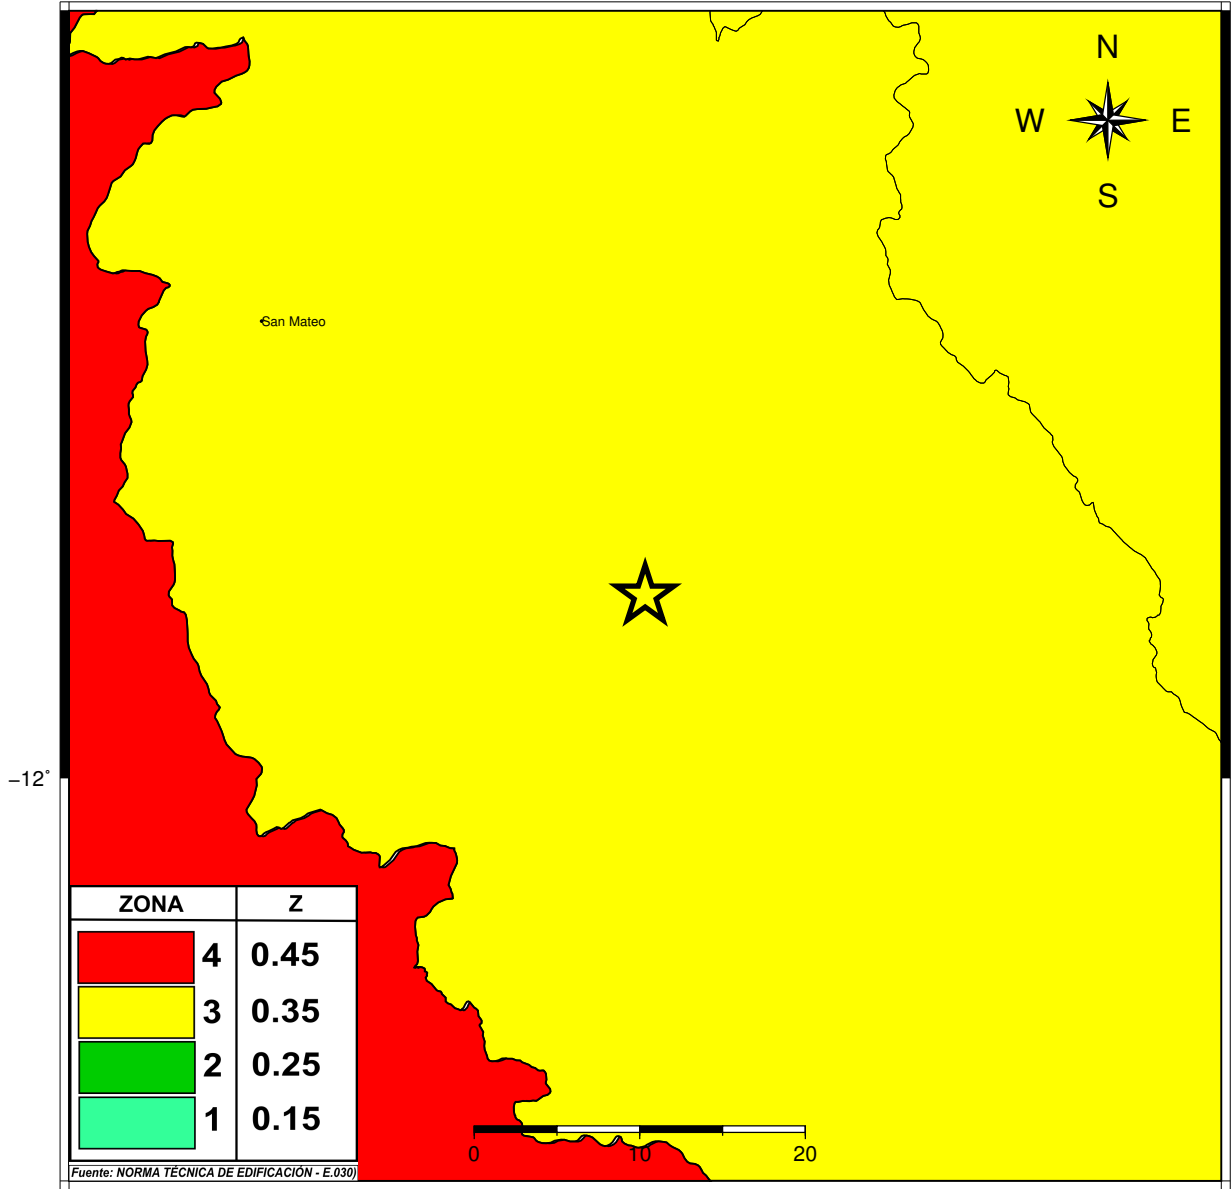 N
W E
S
San Mateo
−12°
ZONA Z
4 0.45
3 0.35
2 0.25
1 0.15
Fuente: NORMA TÉCNICA DE EDIFICACIÓN - E.030)
0 10 20